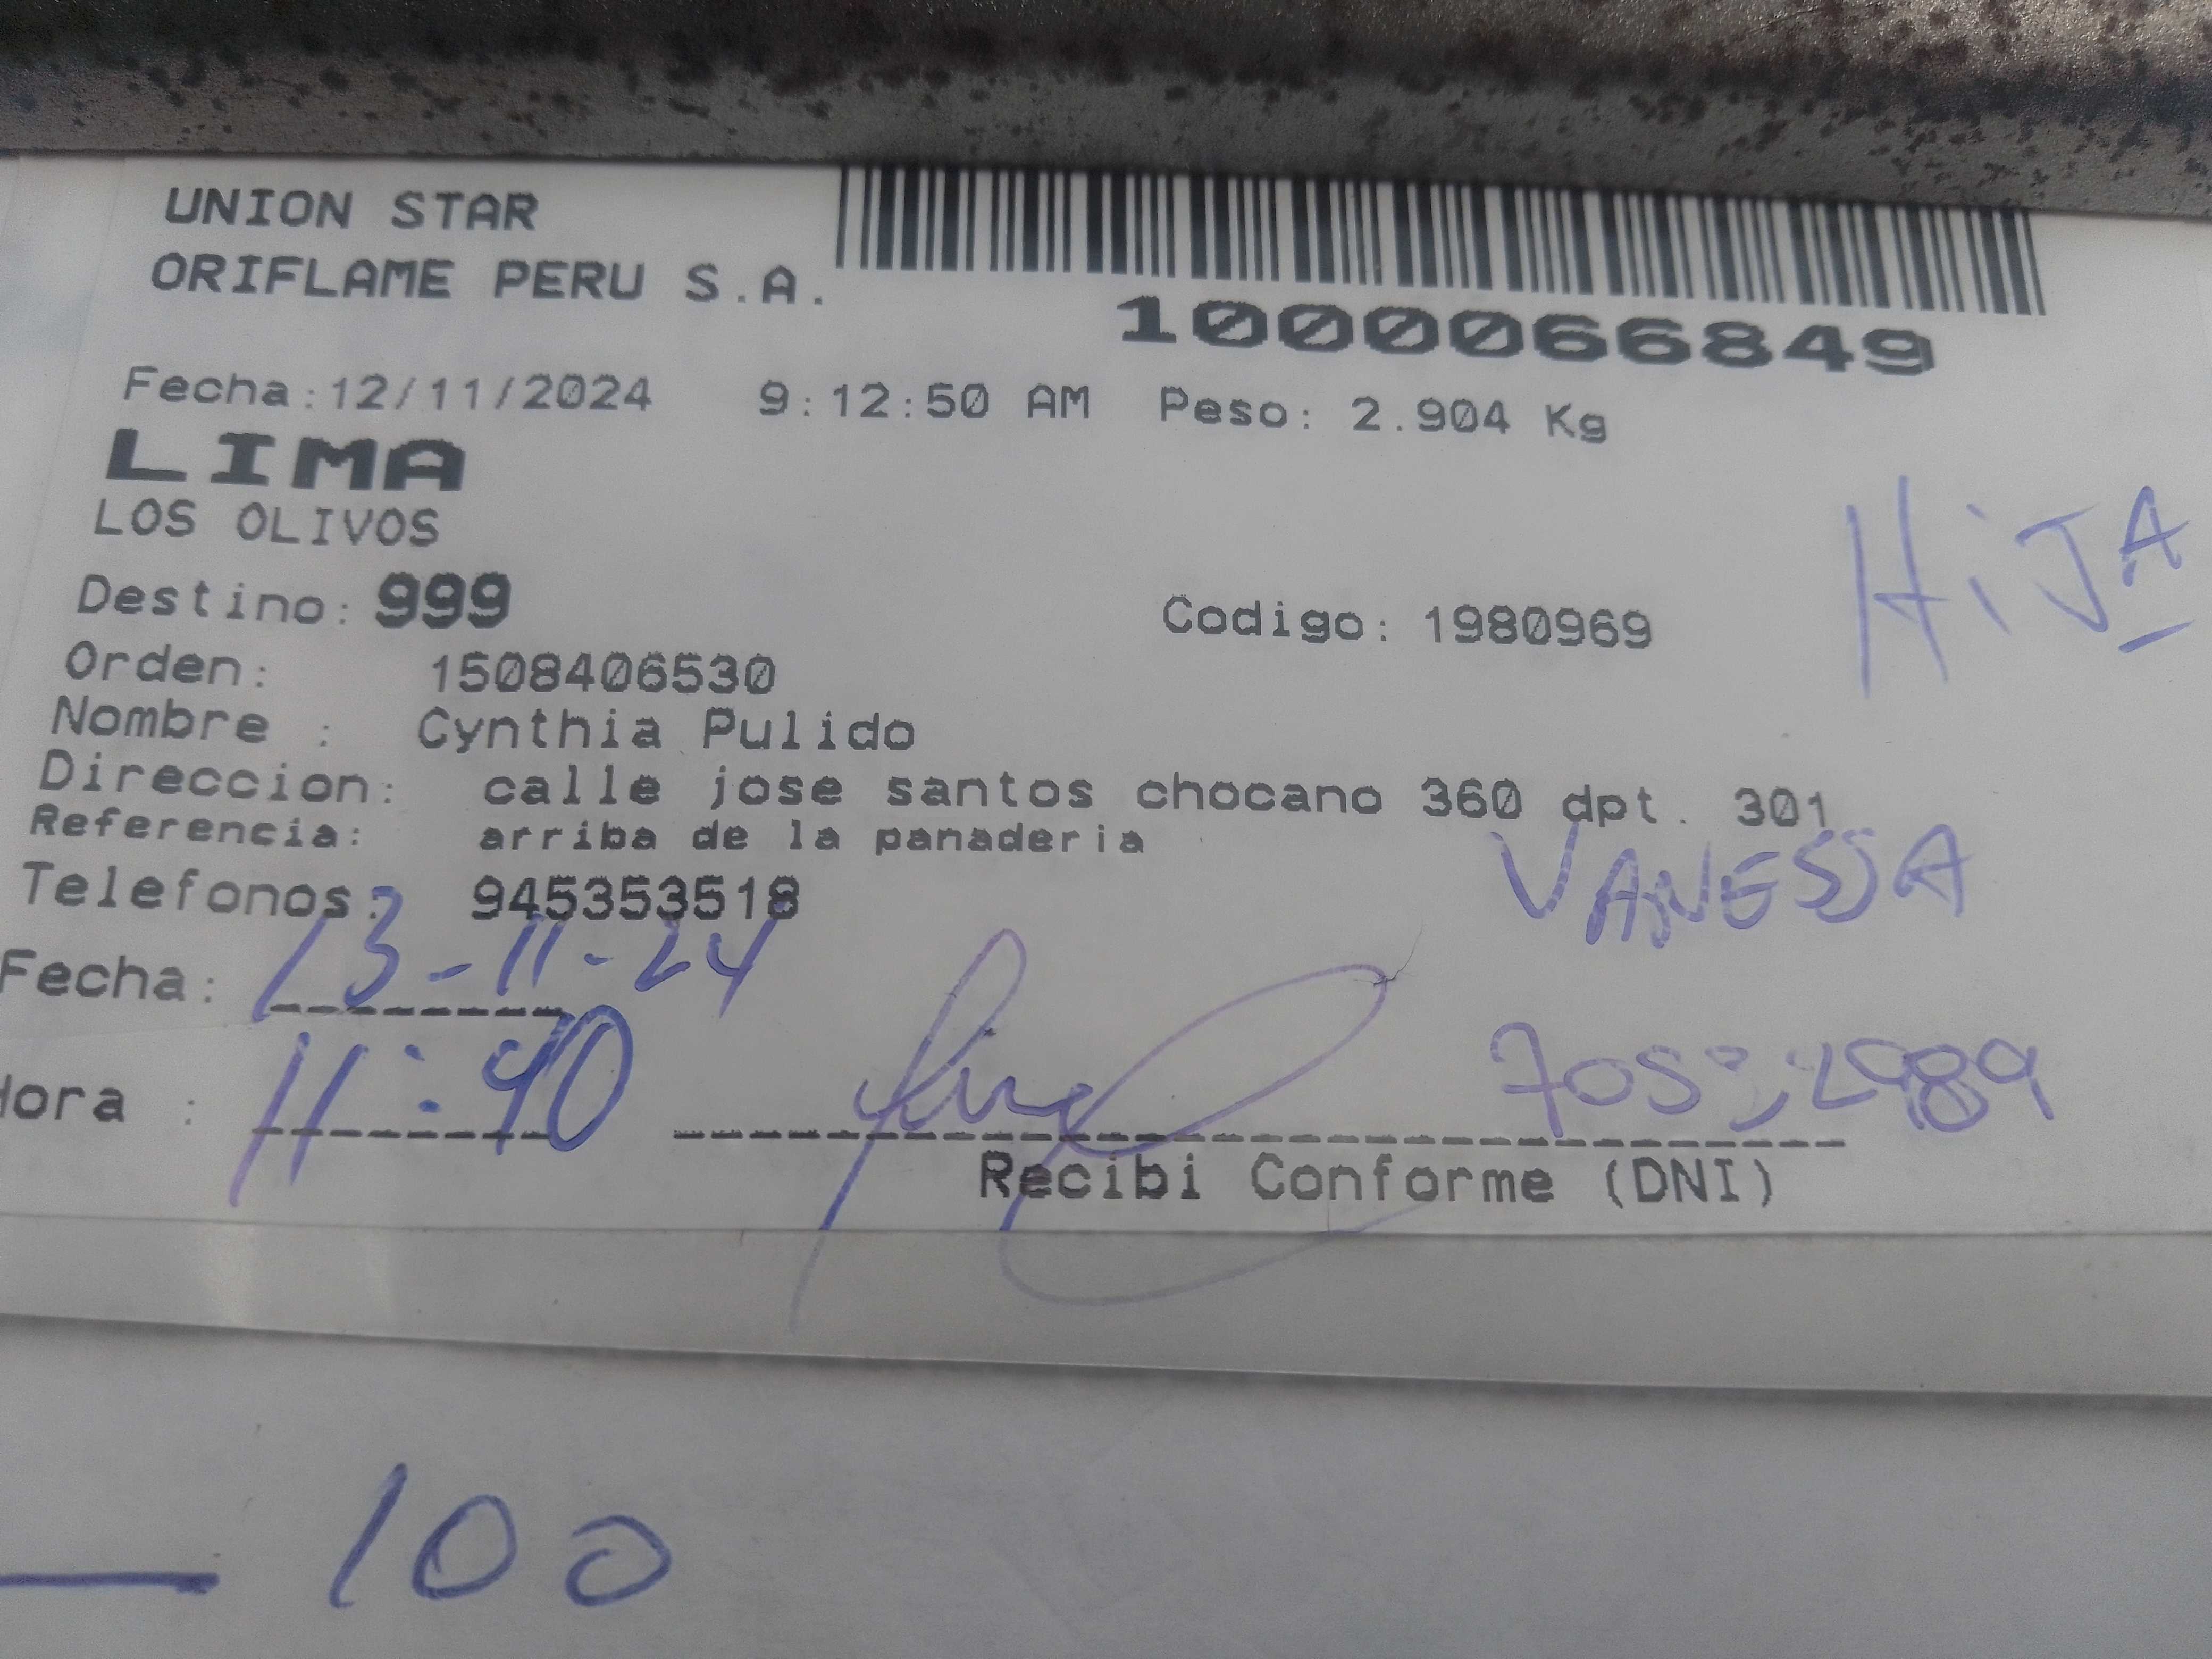 UNION STAR
ORIFLAME PERU S.A.
1000066849
Fecha:12/11/2024 9:12:50 AM Peso: 2.904 Kg
LIMA
LOS OLIVOS
HIJA
Destino: 999 Codigo: 1980969
Orden: 1508406530
Nombre : Cynthia Pulido
Direccion: calle jose santos chocano 360 dpt. 301
Referencia: arriba de la panaderia
VANESSA
Telefonos: 945353518
Fecha: 13-11-24
Hora : 11:40
Recibi Conforme (DNI)
100